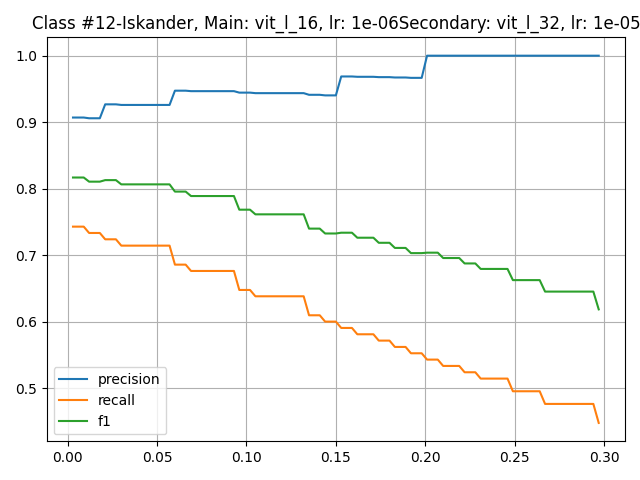 Class #12-Iskander, Main: vit_l_16, lr: 1e-06Secondary: vit_l_32, lr: 1e-05
1.0
0.9
0.8
0.7
0.6
0.5
precision
recall
f1
0.00 0.05 0.10 0.15 0.20 0.25 0.30